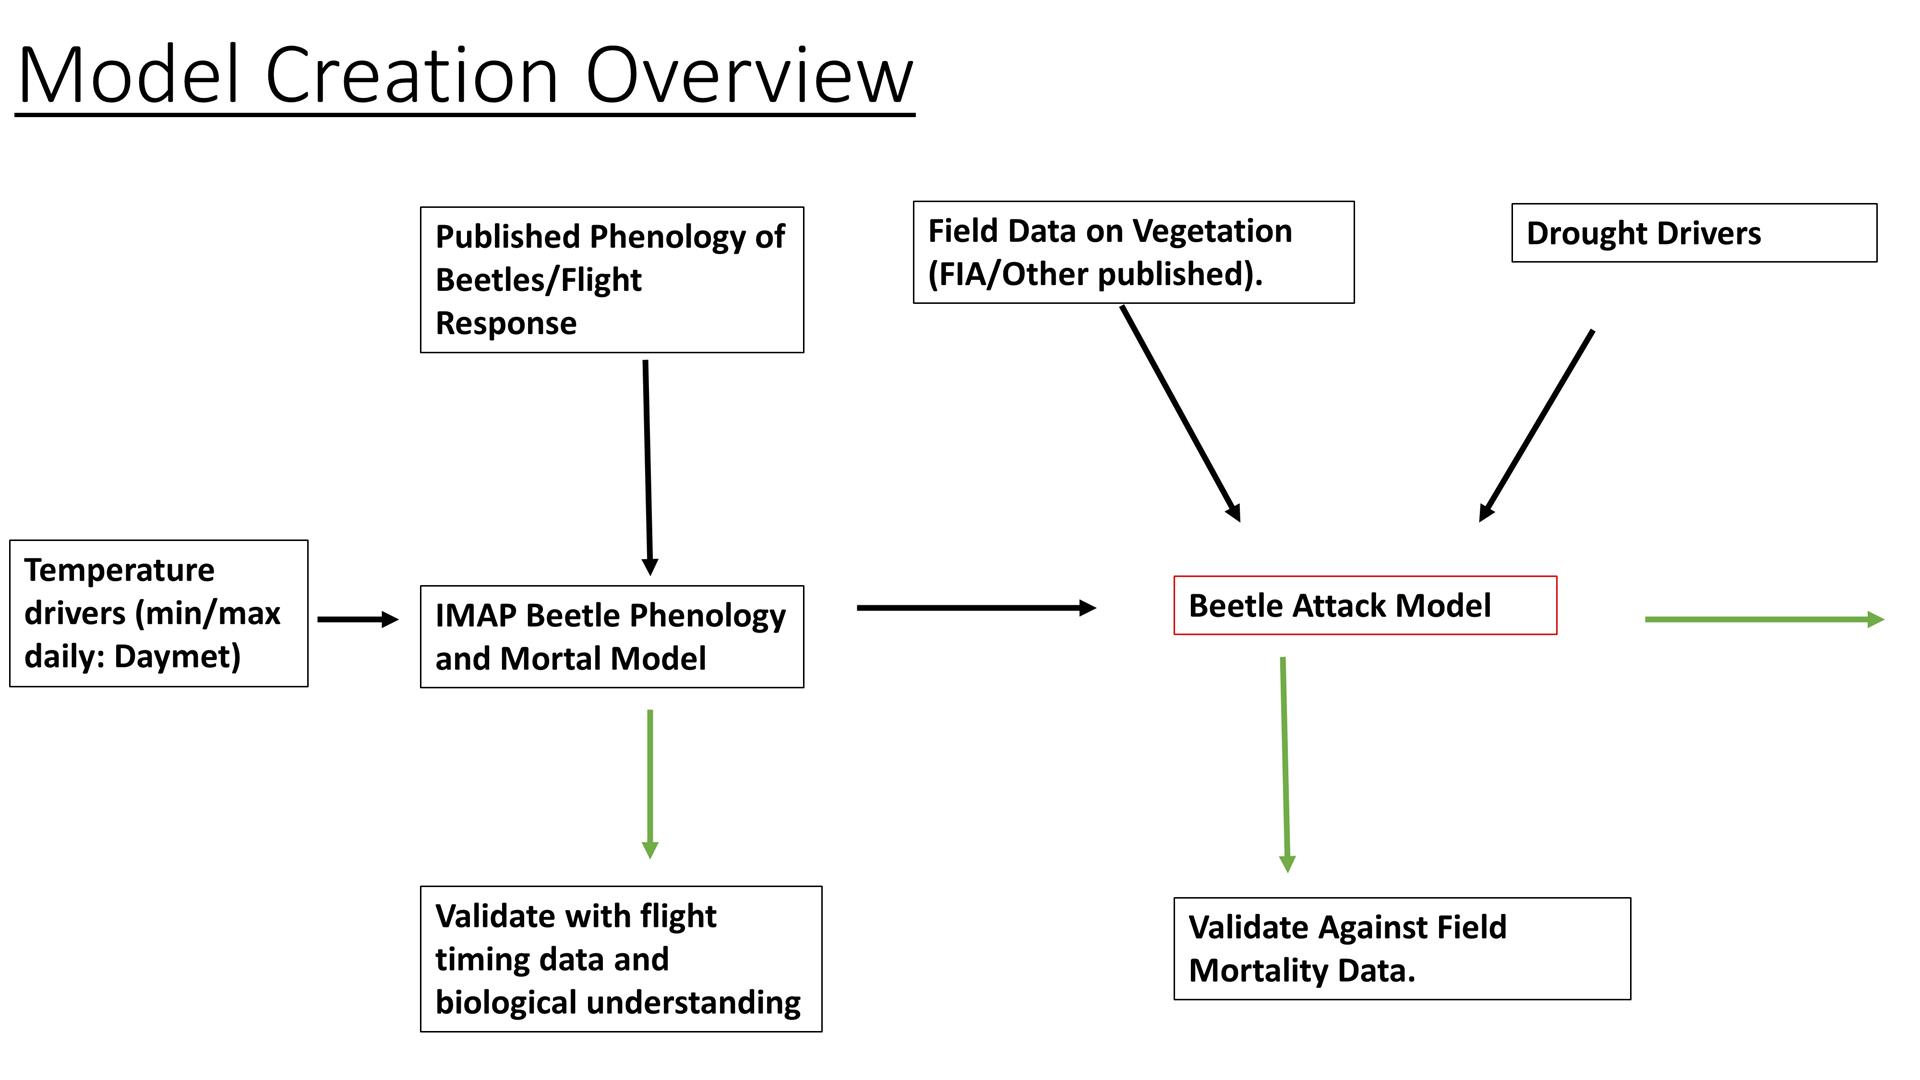 Model Creation Overview
Published Phenology of
Beetles/Flight
Response
Field Data on Vegetation
(FIA/Other published).
Drought Drivers
Temperature
drivers (min/max
daily: Daymet)
IMAP Beetle Phenology
and Mortal Model
Beetle Attack Model
Validate with flight
timing data and
biological understanding
Validate Against Field
Mortality Data.